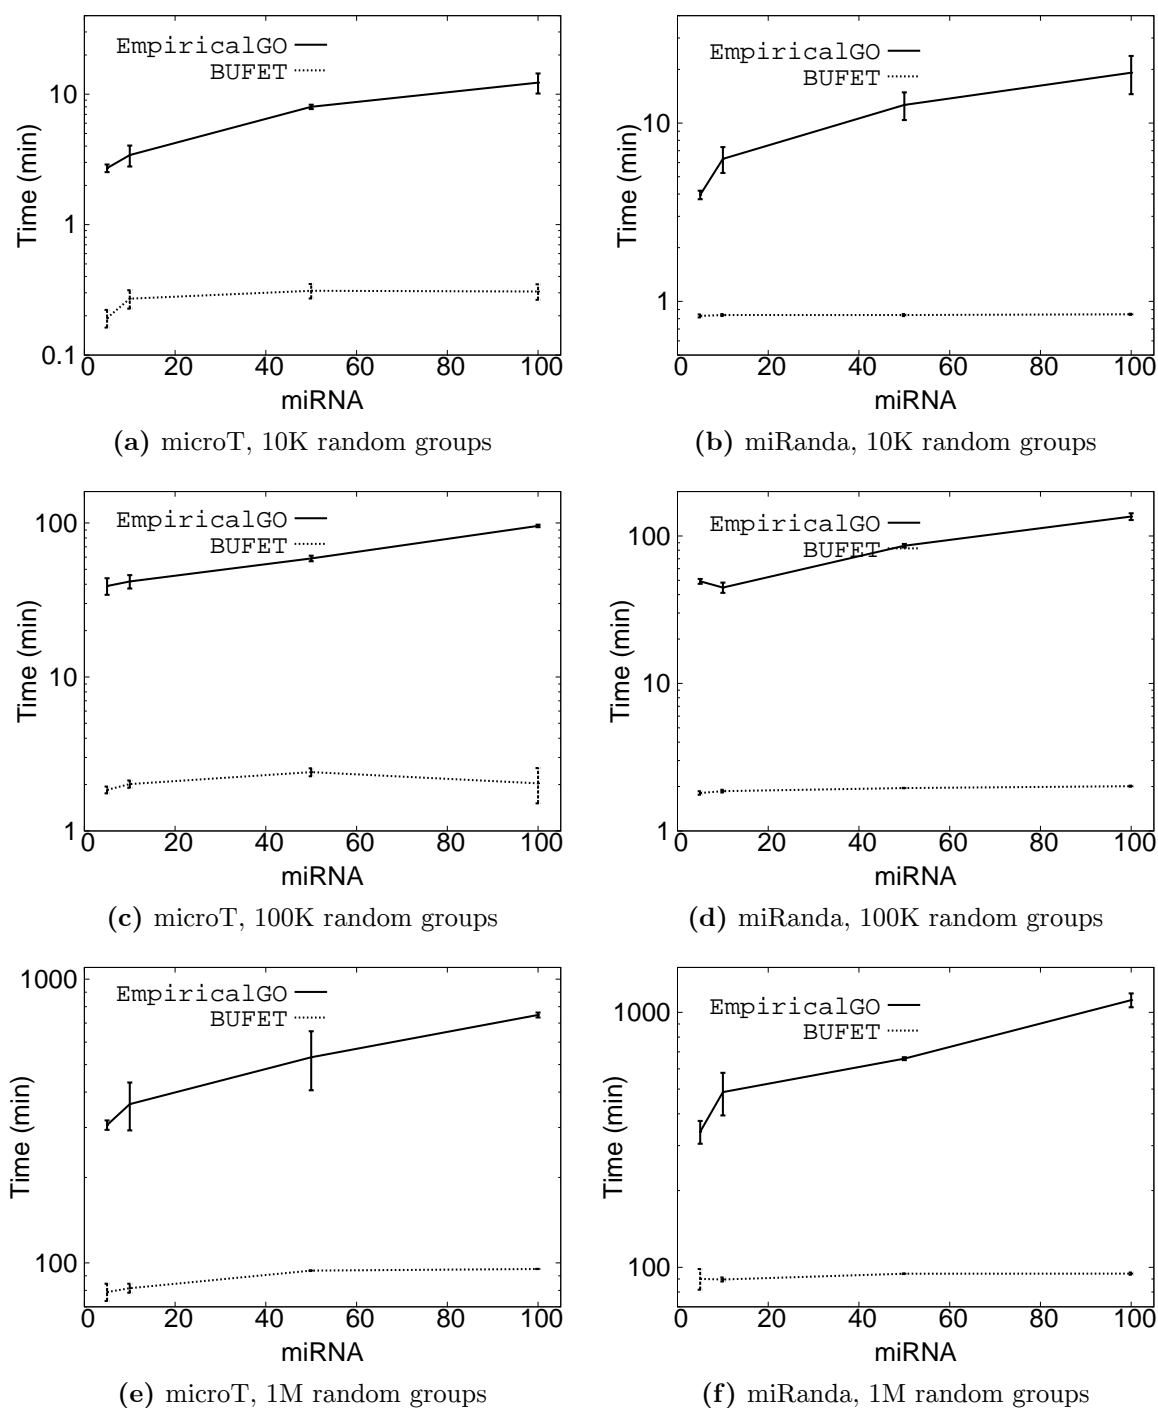 EmpiricalGO
BUFET
10
1
0.1
Time (min)
0 20 40 60 80 100
miRNA
(a) microT, 10K random groups
EmpiricalGO
BUFET
10
1
Time (min)
0 20 40 60 80 100
miRNA
(b) miRanda, 10K random groups
EmpiricalGO
BUFET
100
10
1
Time (min)
0 20 40 60 80 100
miRNA
(c) microT, 100K random groups
EmpiricalGO
BUFET
100
10
1
Time (min)
0 20 40 60 80 100
miRNA
(d) miRanda, 100K random groups
EmpiricalGO
BUFET
1000
100
Time (min)
0 20 40 60 80 100
miRNA
(e) microT, 1M random groups
EmpiricalGO
BUFET
1000
100
Time (min)
0 20 40 60 80 100
miRNA
(f) miRanda, 1M random groups